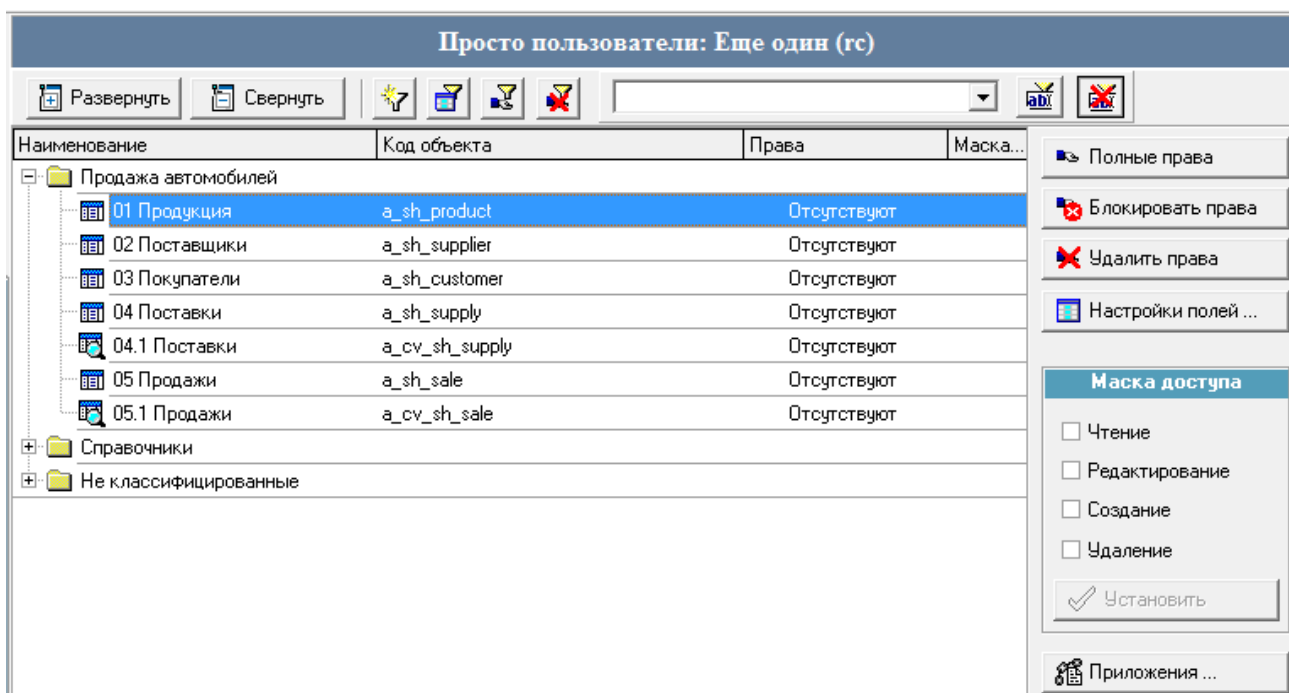 Просто пользователи: Еще один (rc)
Развернуть Свернуть
Наименование Код объекта Права Маска...
Продажа автомобилей
01 Продукция a_sh_product Отсутствуют
02 Поставщики a_sh_supplier Отсутствуют
03 Покупатели a_sh_customer Отсутствуют
04 Поставки a_sh_supply Отсутствуют
04.1 Поставки a_cv_sh_supply Отсутствуют
05 Продажи a_sh_sale Отсутствуют
05.1 Продажи a_cv_sh_sale Отсутствуют
Справочники
Не классифицированные
Полные права
Блокировать права
Удалить права
Настройки полей ...
Маска доступа
Чтение
Редактирование
Создание
Удаление
Установить
Приложения ...